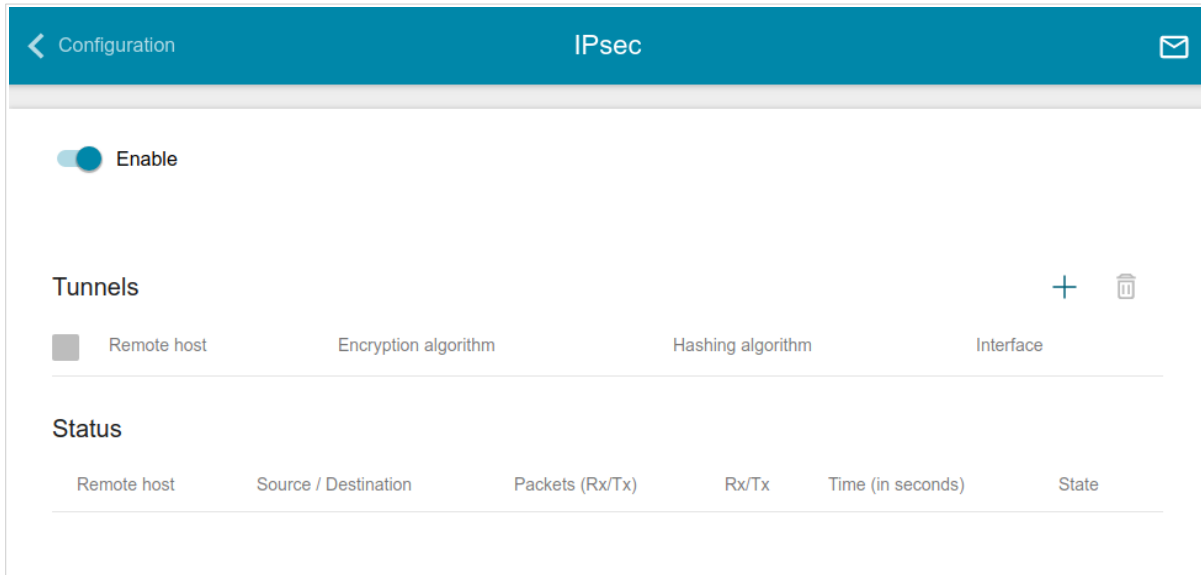 Configuration IPsec
Enable
Tunnels
Remote host Encryption algorithm Hashing algorithm Interface
Status
Remote host Source / Destination Packets (Rx/Tx) Rx/Tx Time (in seconds) State